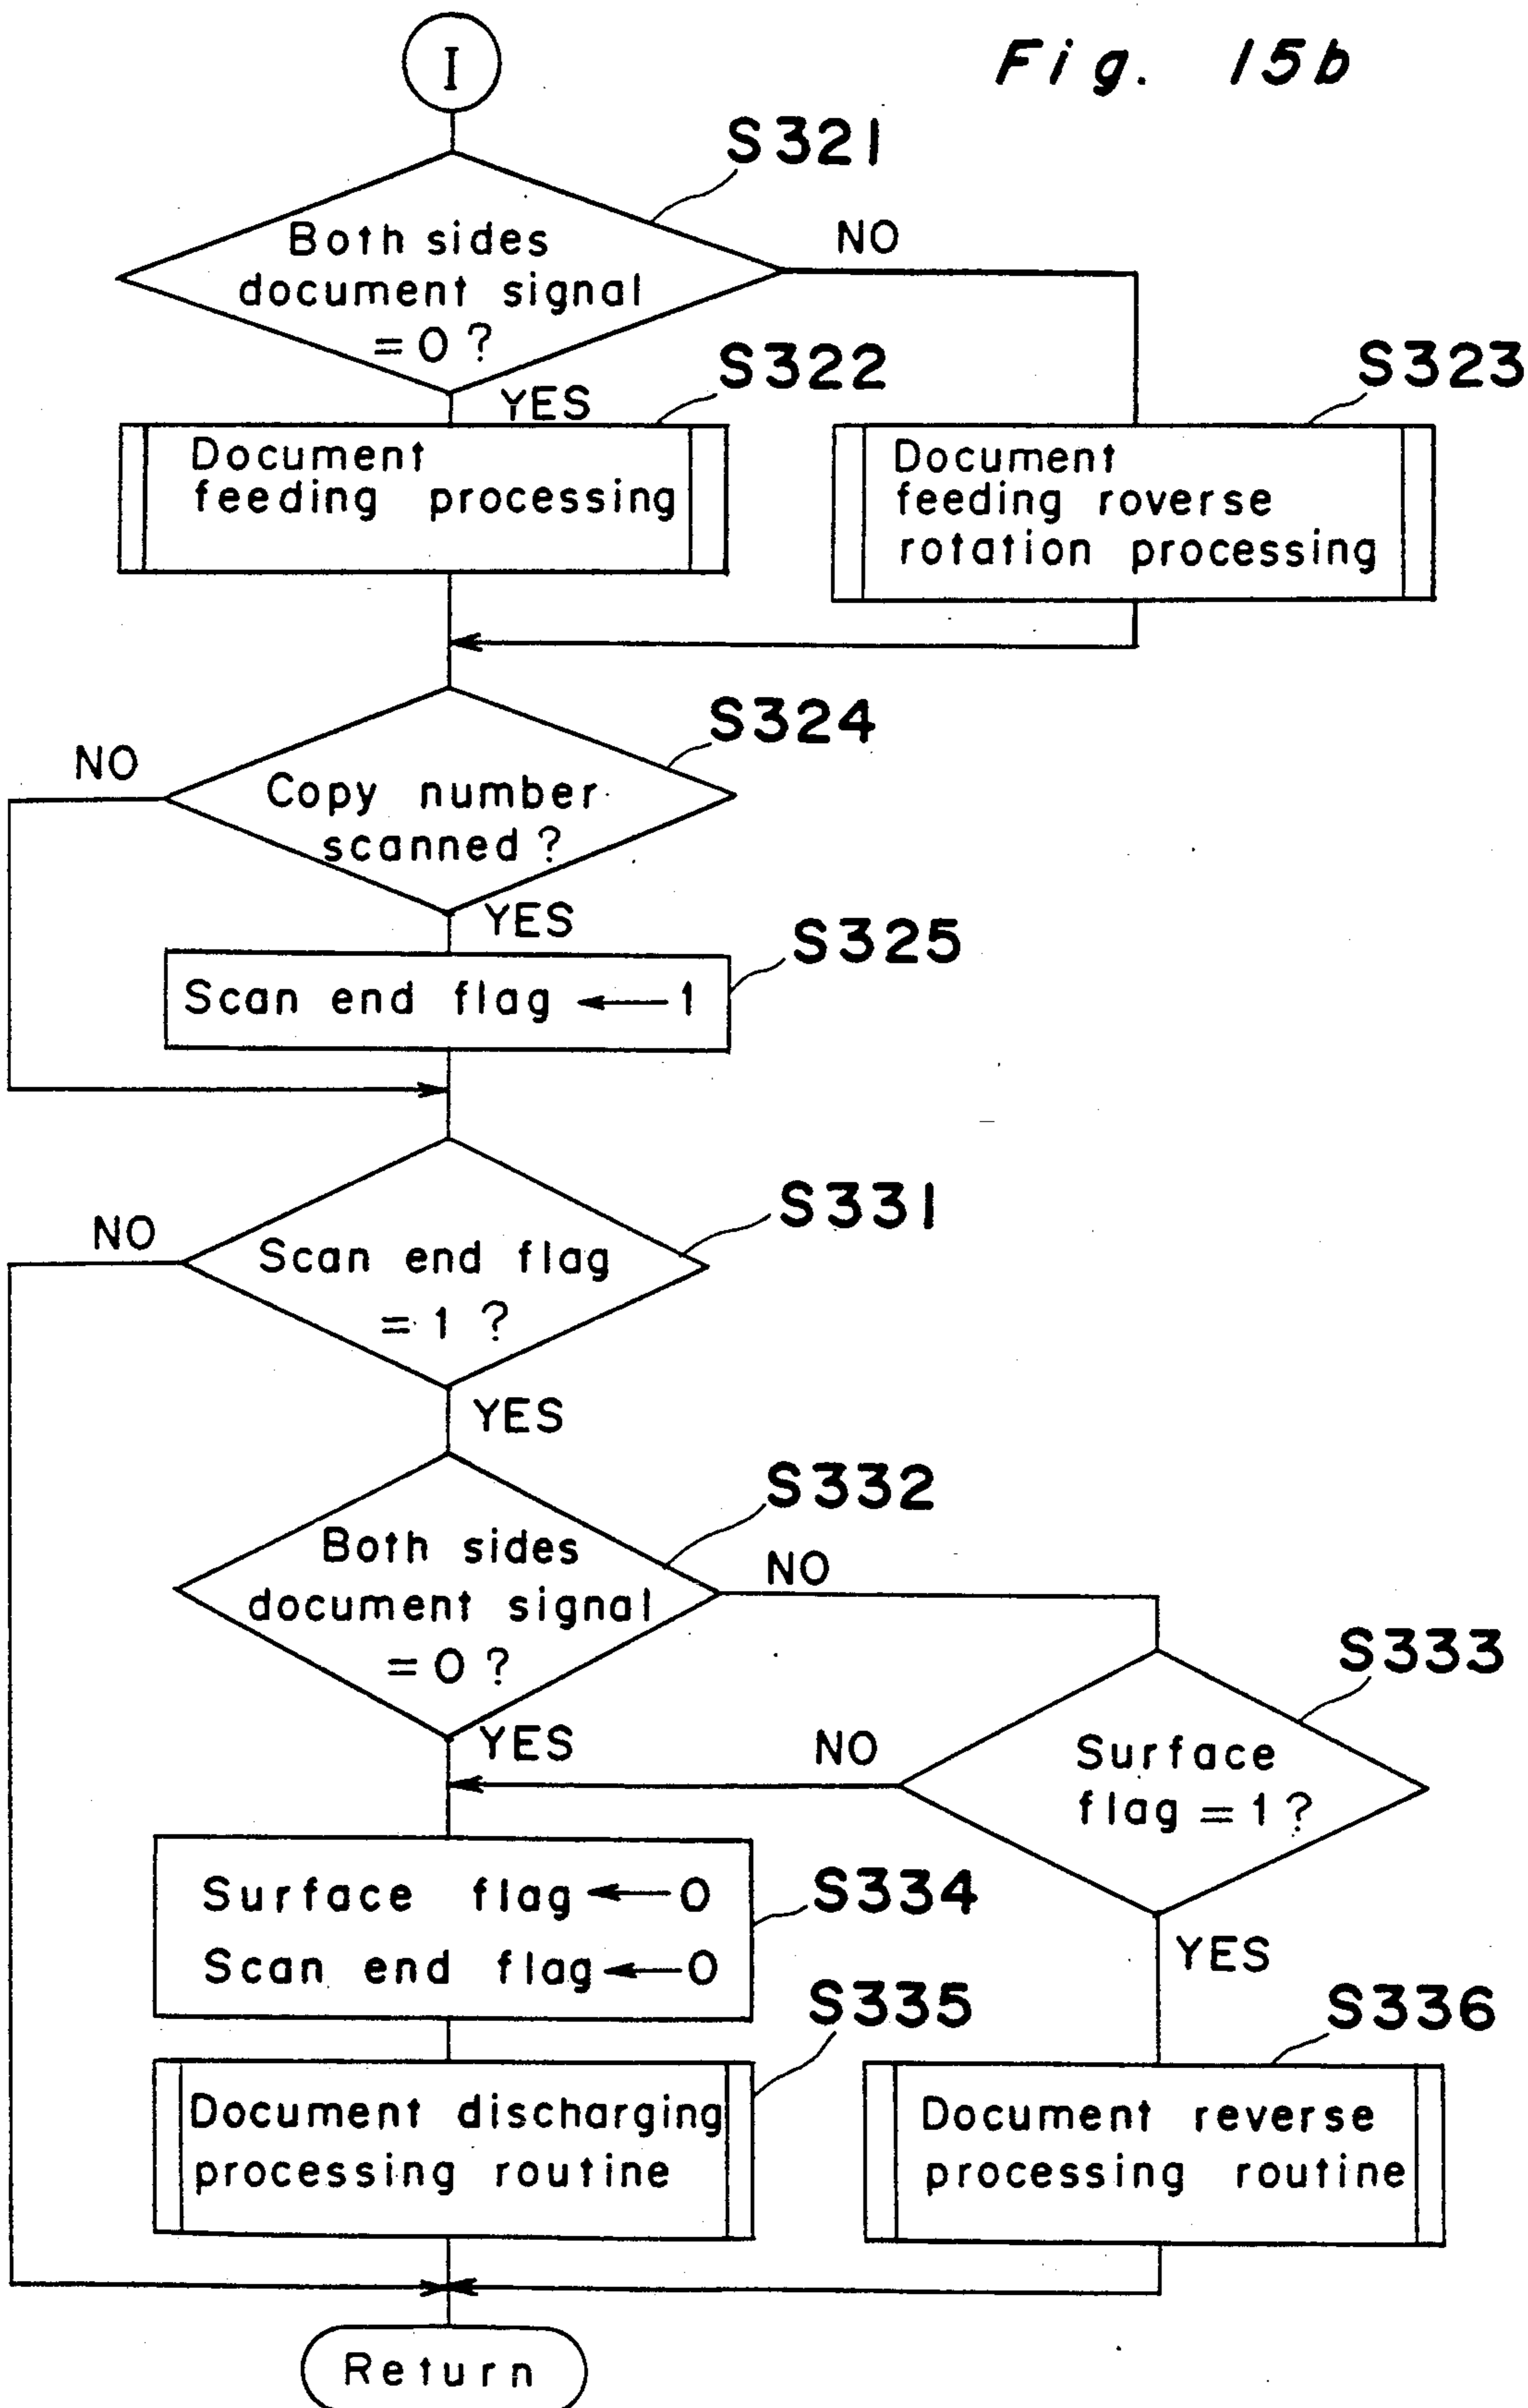 I
Fig. 15b
S321
Both sides
document signal
= 0 ?
NO
YES
S322
S323
Document
feeding processing
Document
feeding roverse
rotation processing
S324
NO
Copy number
scanned ?
YES
S325
Scan end flag ← 1
S331
NO
Scan end flag
= 1 ?
YES
S332
Both sides
document signal
= 0 ?
NO
YES
S333
NO
Surface
flag = 1 ?
YES
Surface flag ← 0
Scan end flag ← 0
S334
S335
S336
Document discharging
processing routine
Document reverse
processing routine
Return